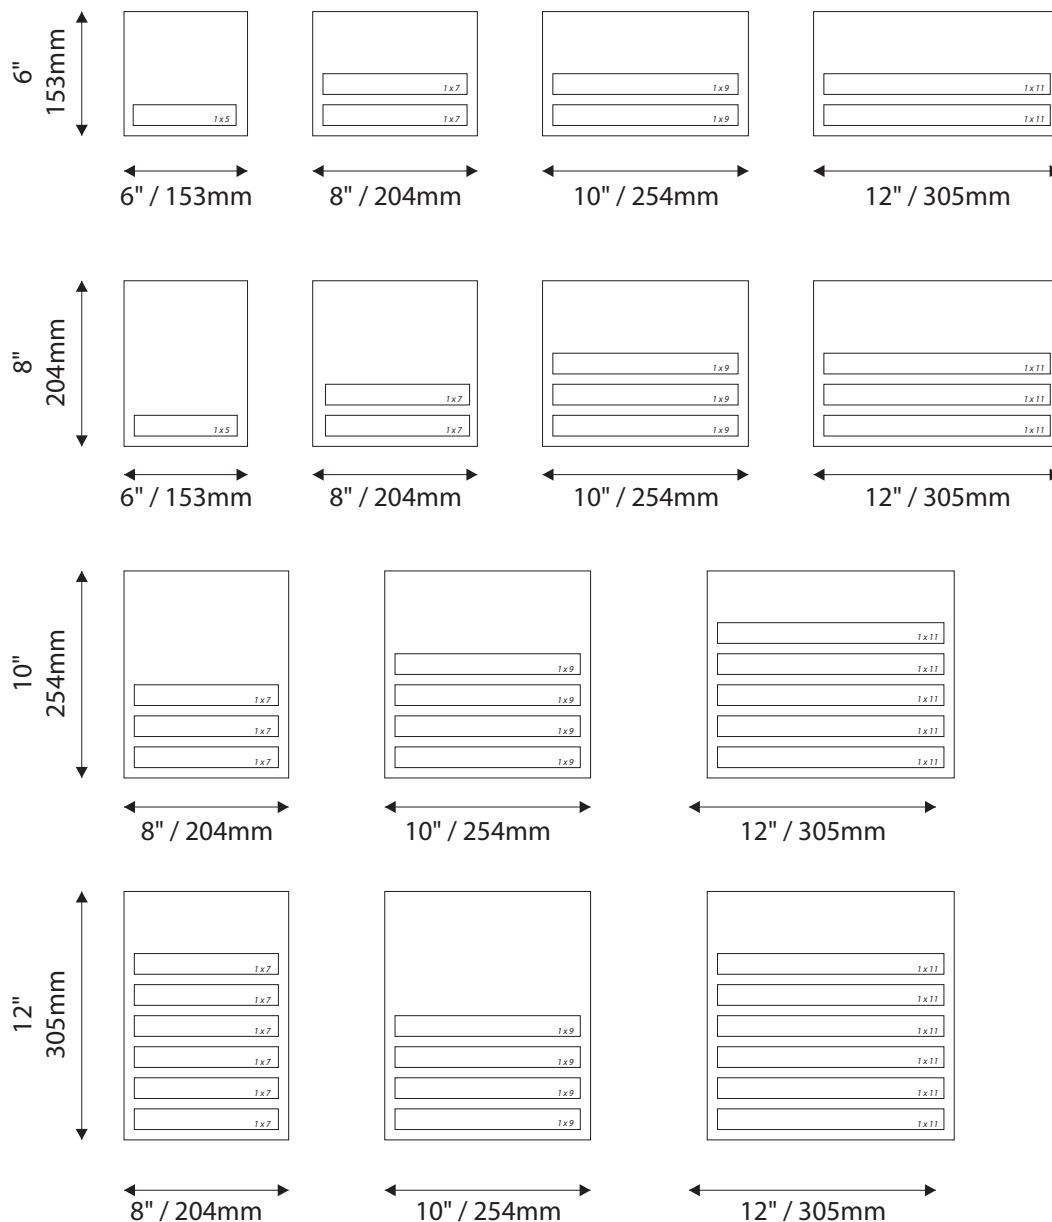 6"
153mm
1 x 5
1 x 7
1 x 7
1 x 9
1 x 9
1 x 11
1 x 11
6" / 153mm
8" / 204mm
10" / 254mm
12" / 305mm
8"
204mm
1 x 5
1 x 7
1 x 7
1 x 9
1 x 9
1 x 9
1 x 11
1 x 11
1 x 11
6" / 153mm
8" / 204mm
10" / 254mm
12" / 305mm
10"
254mm
1 x 7
1 x 7
1 x 7
1 x 9
1 x 9
1 x 9
1 x 9
1 x 11
1 x 11
1 x 11
1 x 11
1 x 11
8" / 204mm
10" / 254mm
12" / 305mm
12"
305mm
1 x 7
1 x 7
1 x 7
1 x 7
1 x 7
1 x 7
1 x 9
1 x 9
1 x 9
1 x 9
1 x 11
1 x 11
1 x 11
1 x 11
1 x 11
1 x 11
8" / 204mm
10" / 254mm
12" / 305mm